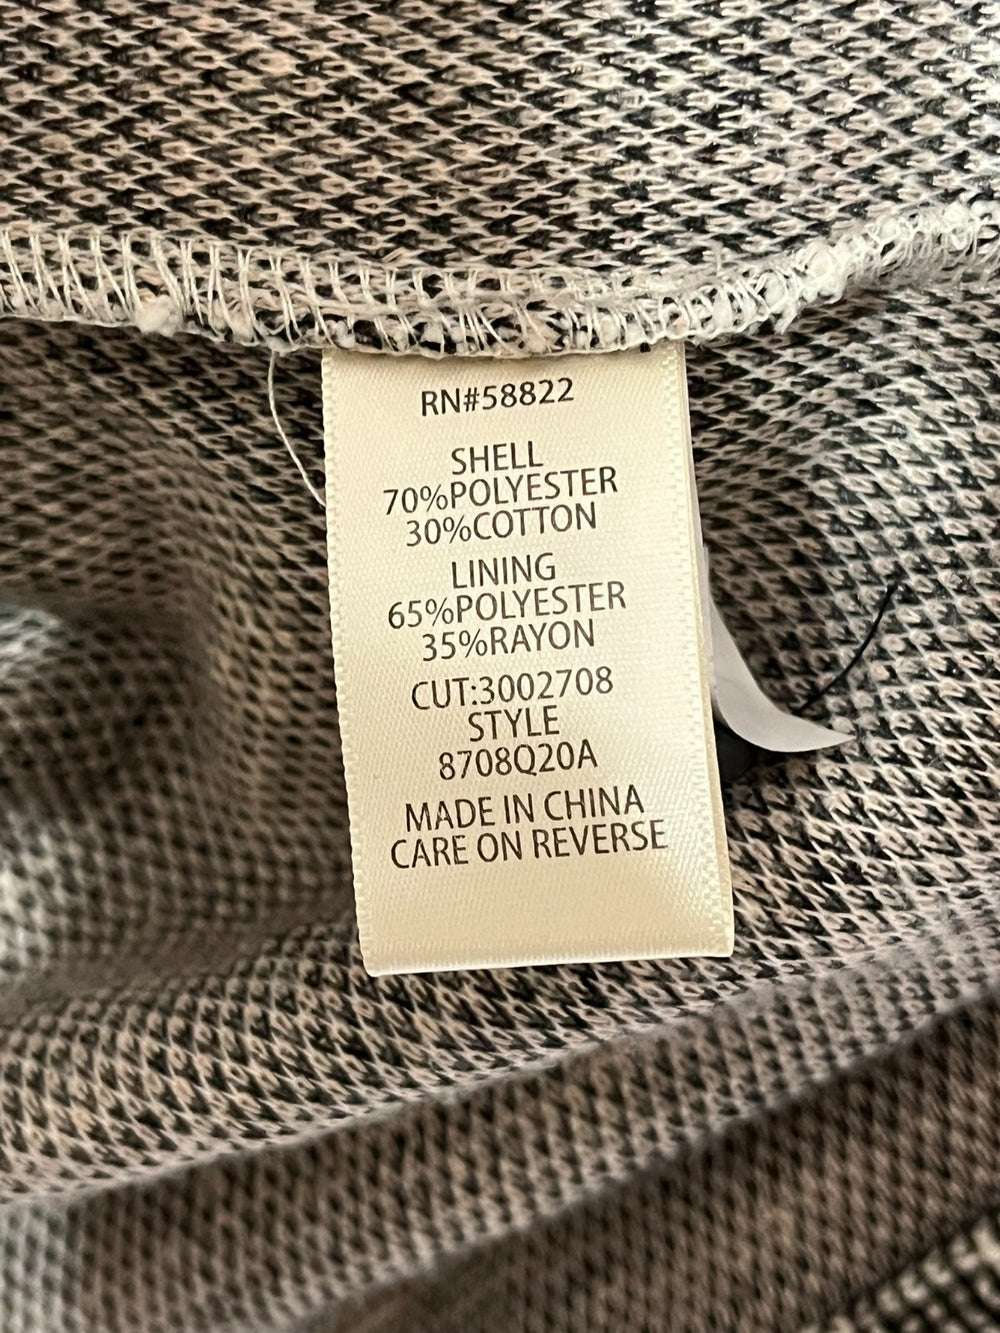 RN#58822
SHELL
70%POLYESTER
30%COTTON
LINING
65%POLYESTER
35%RAYON
CUT:3002708
STYLE
8708Q20A
MADE IN CHINA
CARE ON REVERSE